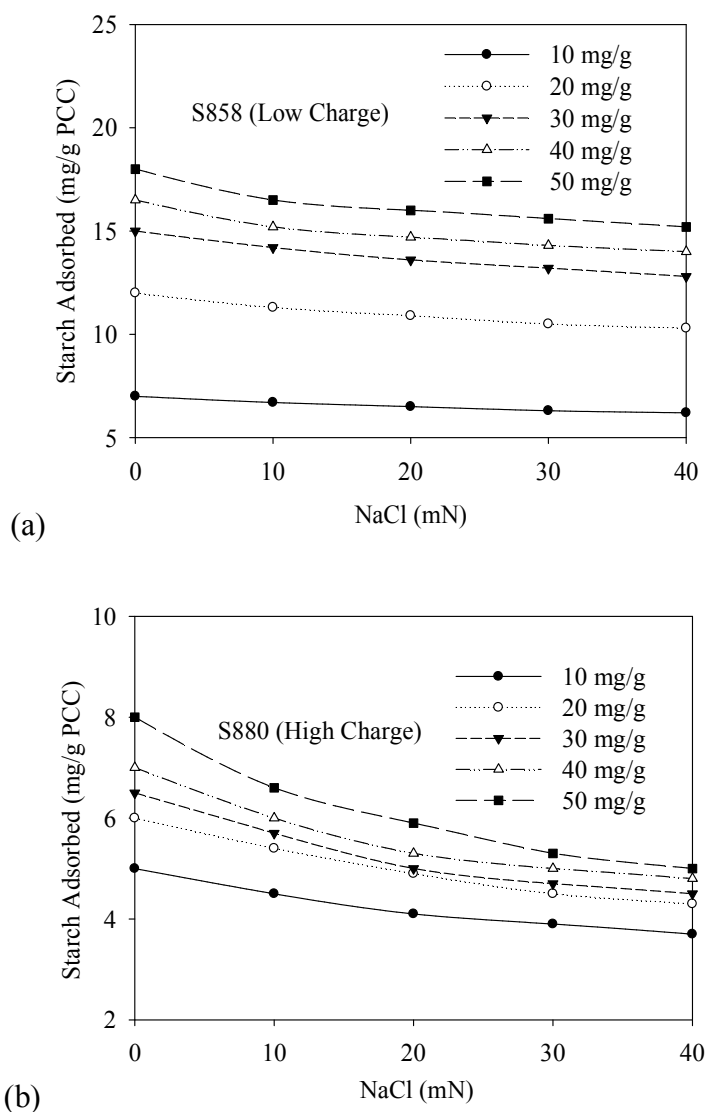 25
20
15
10
5
Starch Adsorbed (mg/g PCC)
S858 (Low Charge)
10 mg/g
20 mg/g
30 mg/g
40 mg/g
50 mg/g
0 10 20 30 40
NaCl (mN)
(a)
10
8
6
4
2
Starch Adsorbed (mg/g PCC)
S880 (High Charge)
10 mg/g
20 mg/g
30 mg/g
40 mg/g
50 mg/g
0 10 20 30 40
NaCl (mN)
(b)